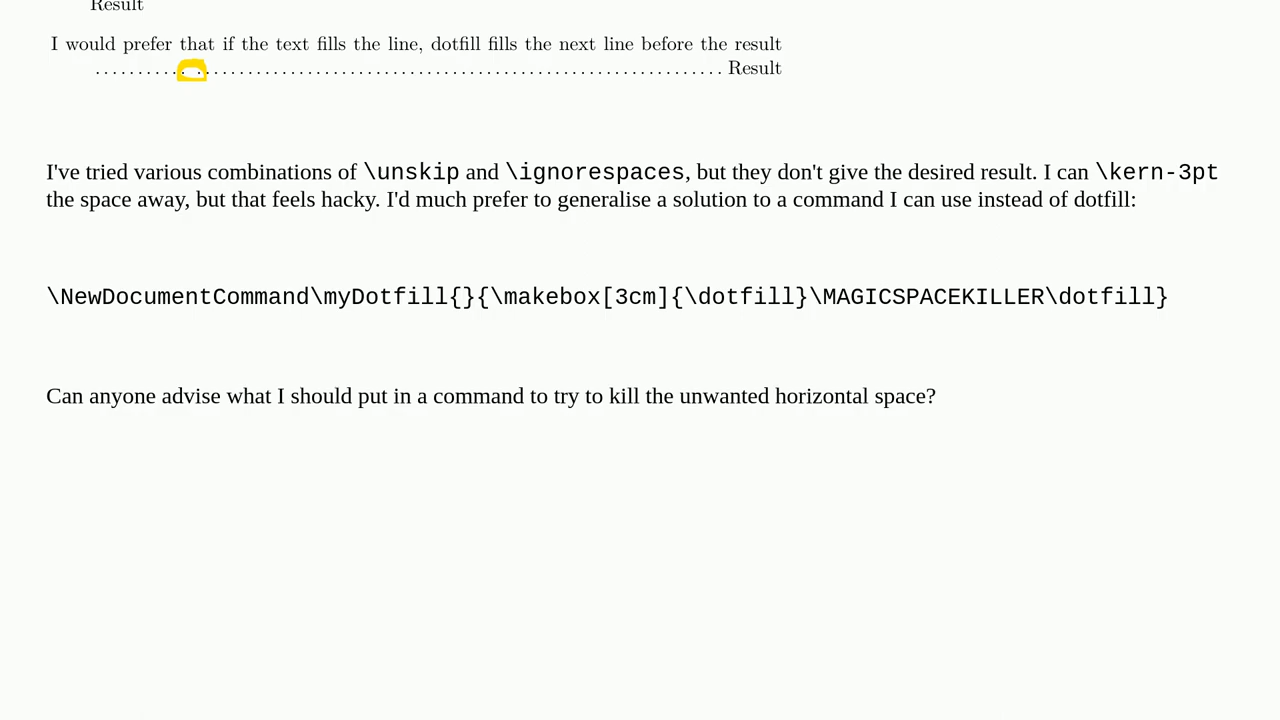 Result
I would prefer that if the text fills the line, dotfill fills the next line before the result
........... ............................................................. Result
I've tried various combinations of \unskip and \ignorespaces, but they don't give the desired result. I can \kern-3pt
the space away, but that feels hacky. I'd much prefer to generalise a solution to a command I can use instead of dotfill:
\NewDocumentCommand\myDotfill{}{\makebox[3cm]{\dotfill}\MAGICSPACEKILLER\dotfill}
Can anyone advise what I should put in a command to try to kill the unwanted horizontal space?